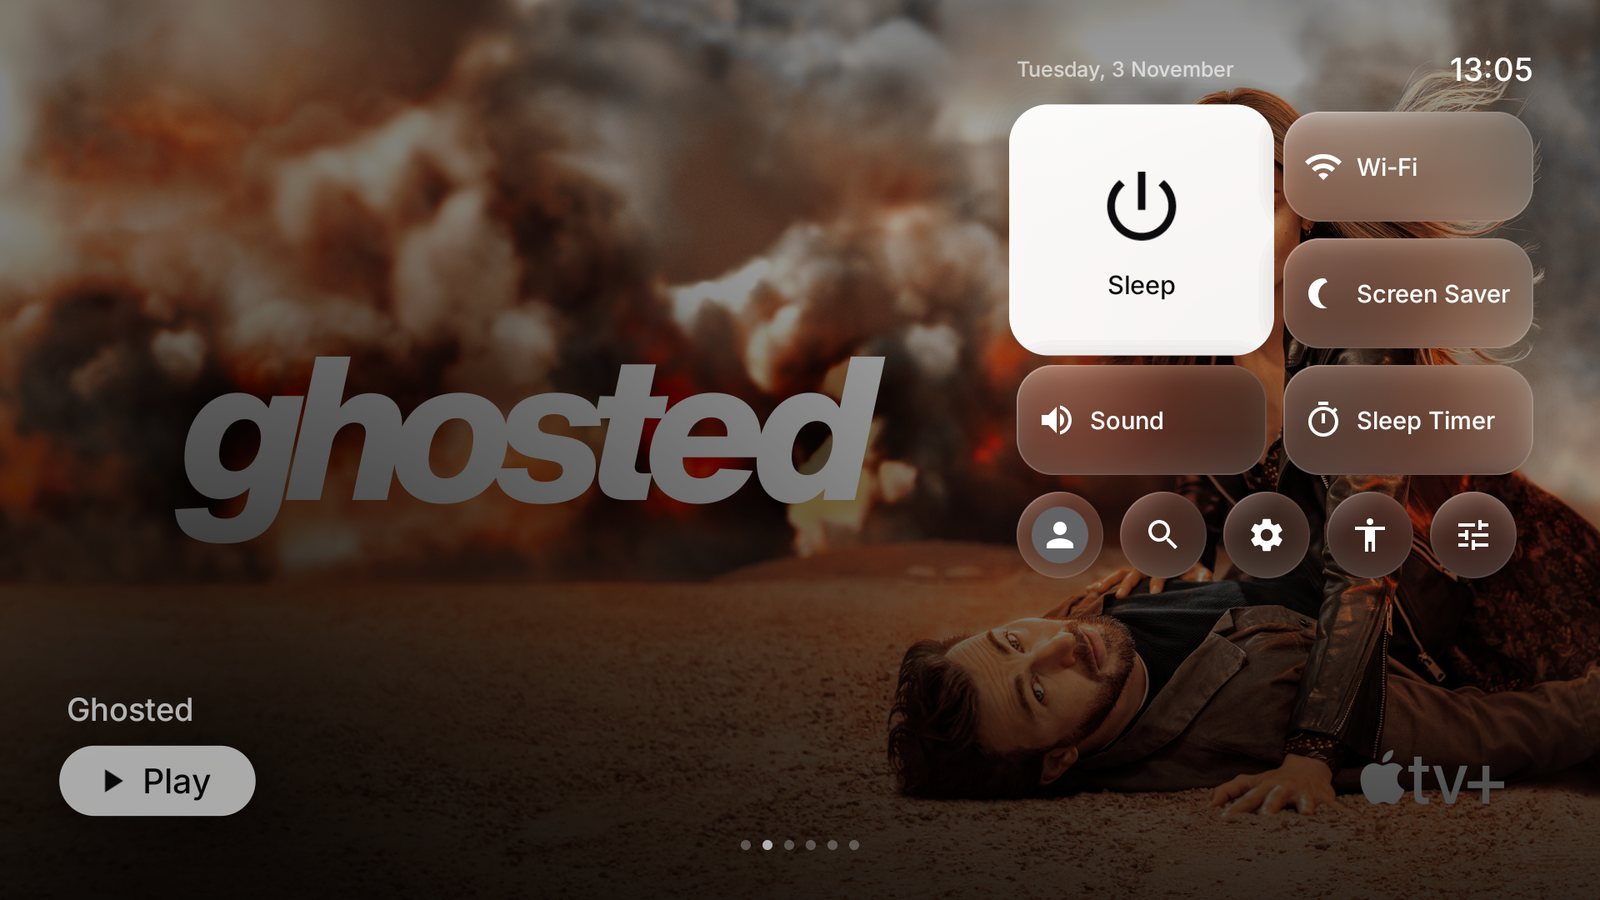 Tuesday, 3 November
13:05
Sleep
Wi-Fi
Screen Saver
Sound
Sleep Timer
ghosted
Ghosted
Play
tv+